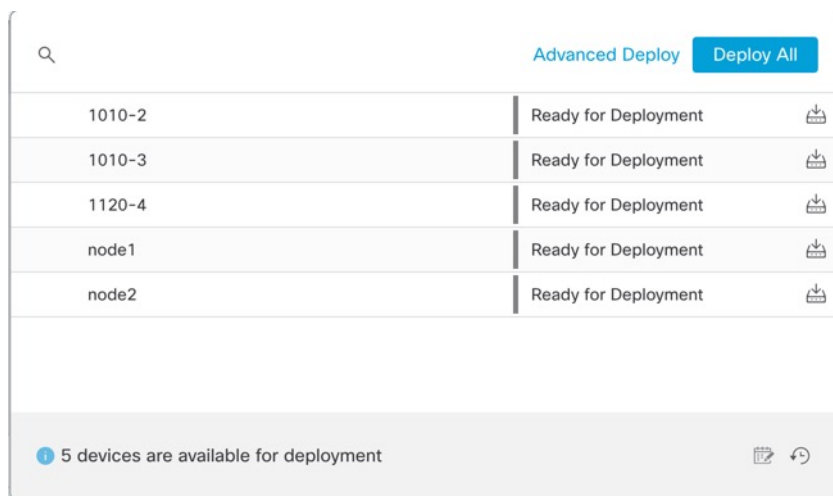 Advanced Deploy Deploy All
1010-2 Ready for Deployment
1010-3 Ready for Deployment
1120-4 Ready for Deployment
node1 Ready for Deployment
node2 Ready for Deployment
5 devices are available for deployment